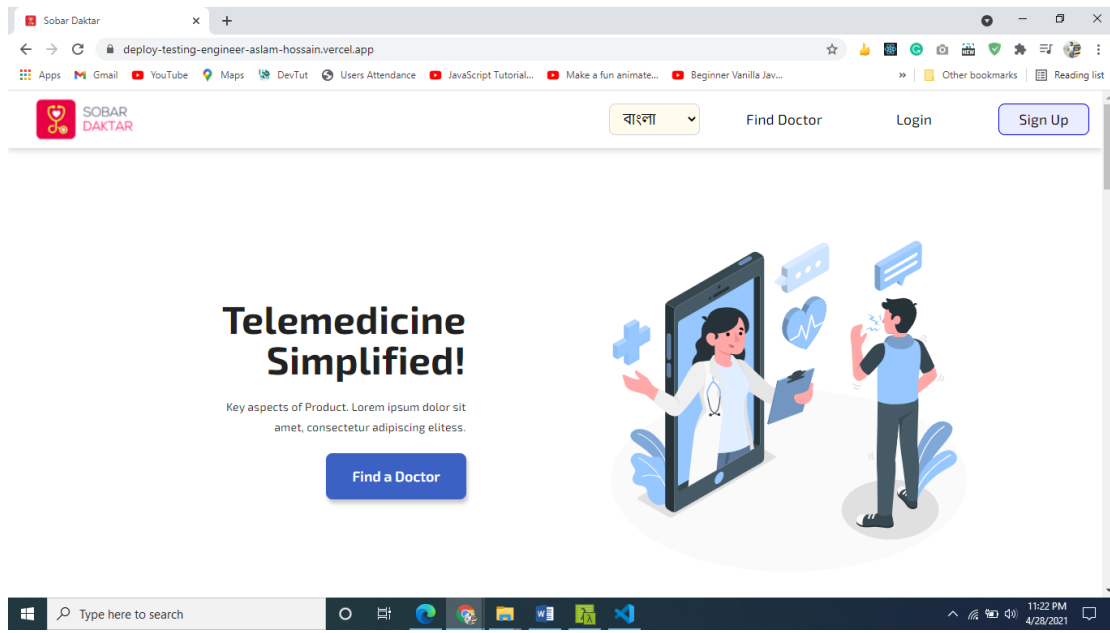 Sobar Daktar
deploy-testing-engineer-aslam-hossain.vercel.app
Apps Gmail YouTube Maps DevTut Users Attendance JavaScript Tutorial... Make a fun animate... Beginner Vanilla Jav... » Other bookmarks Reading list
SOBAR
DAKTAR
বাংলা Find Doctor Login Sign Up
Telemedicine
Simplified!
Key aspects of Product. Lorem ipsum dolor sit
amet, consectetur adipiscing elitess.
Find a Doctor
Type here to search
11:22 PM
4/28/2021